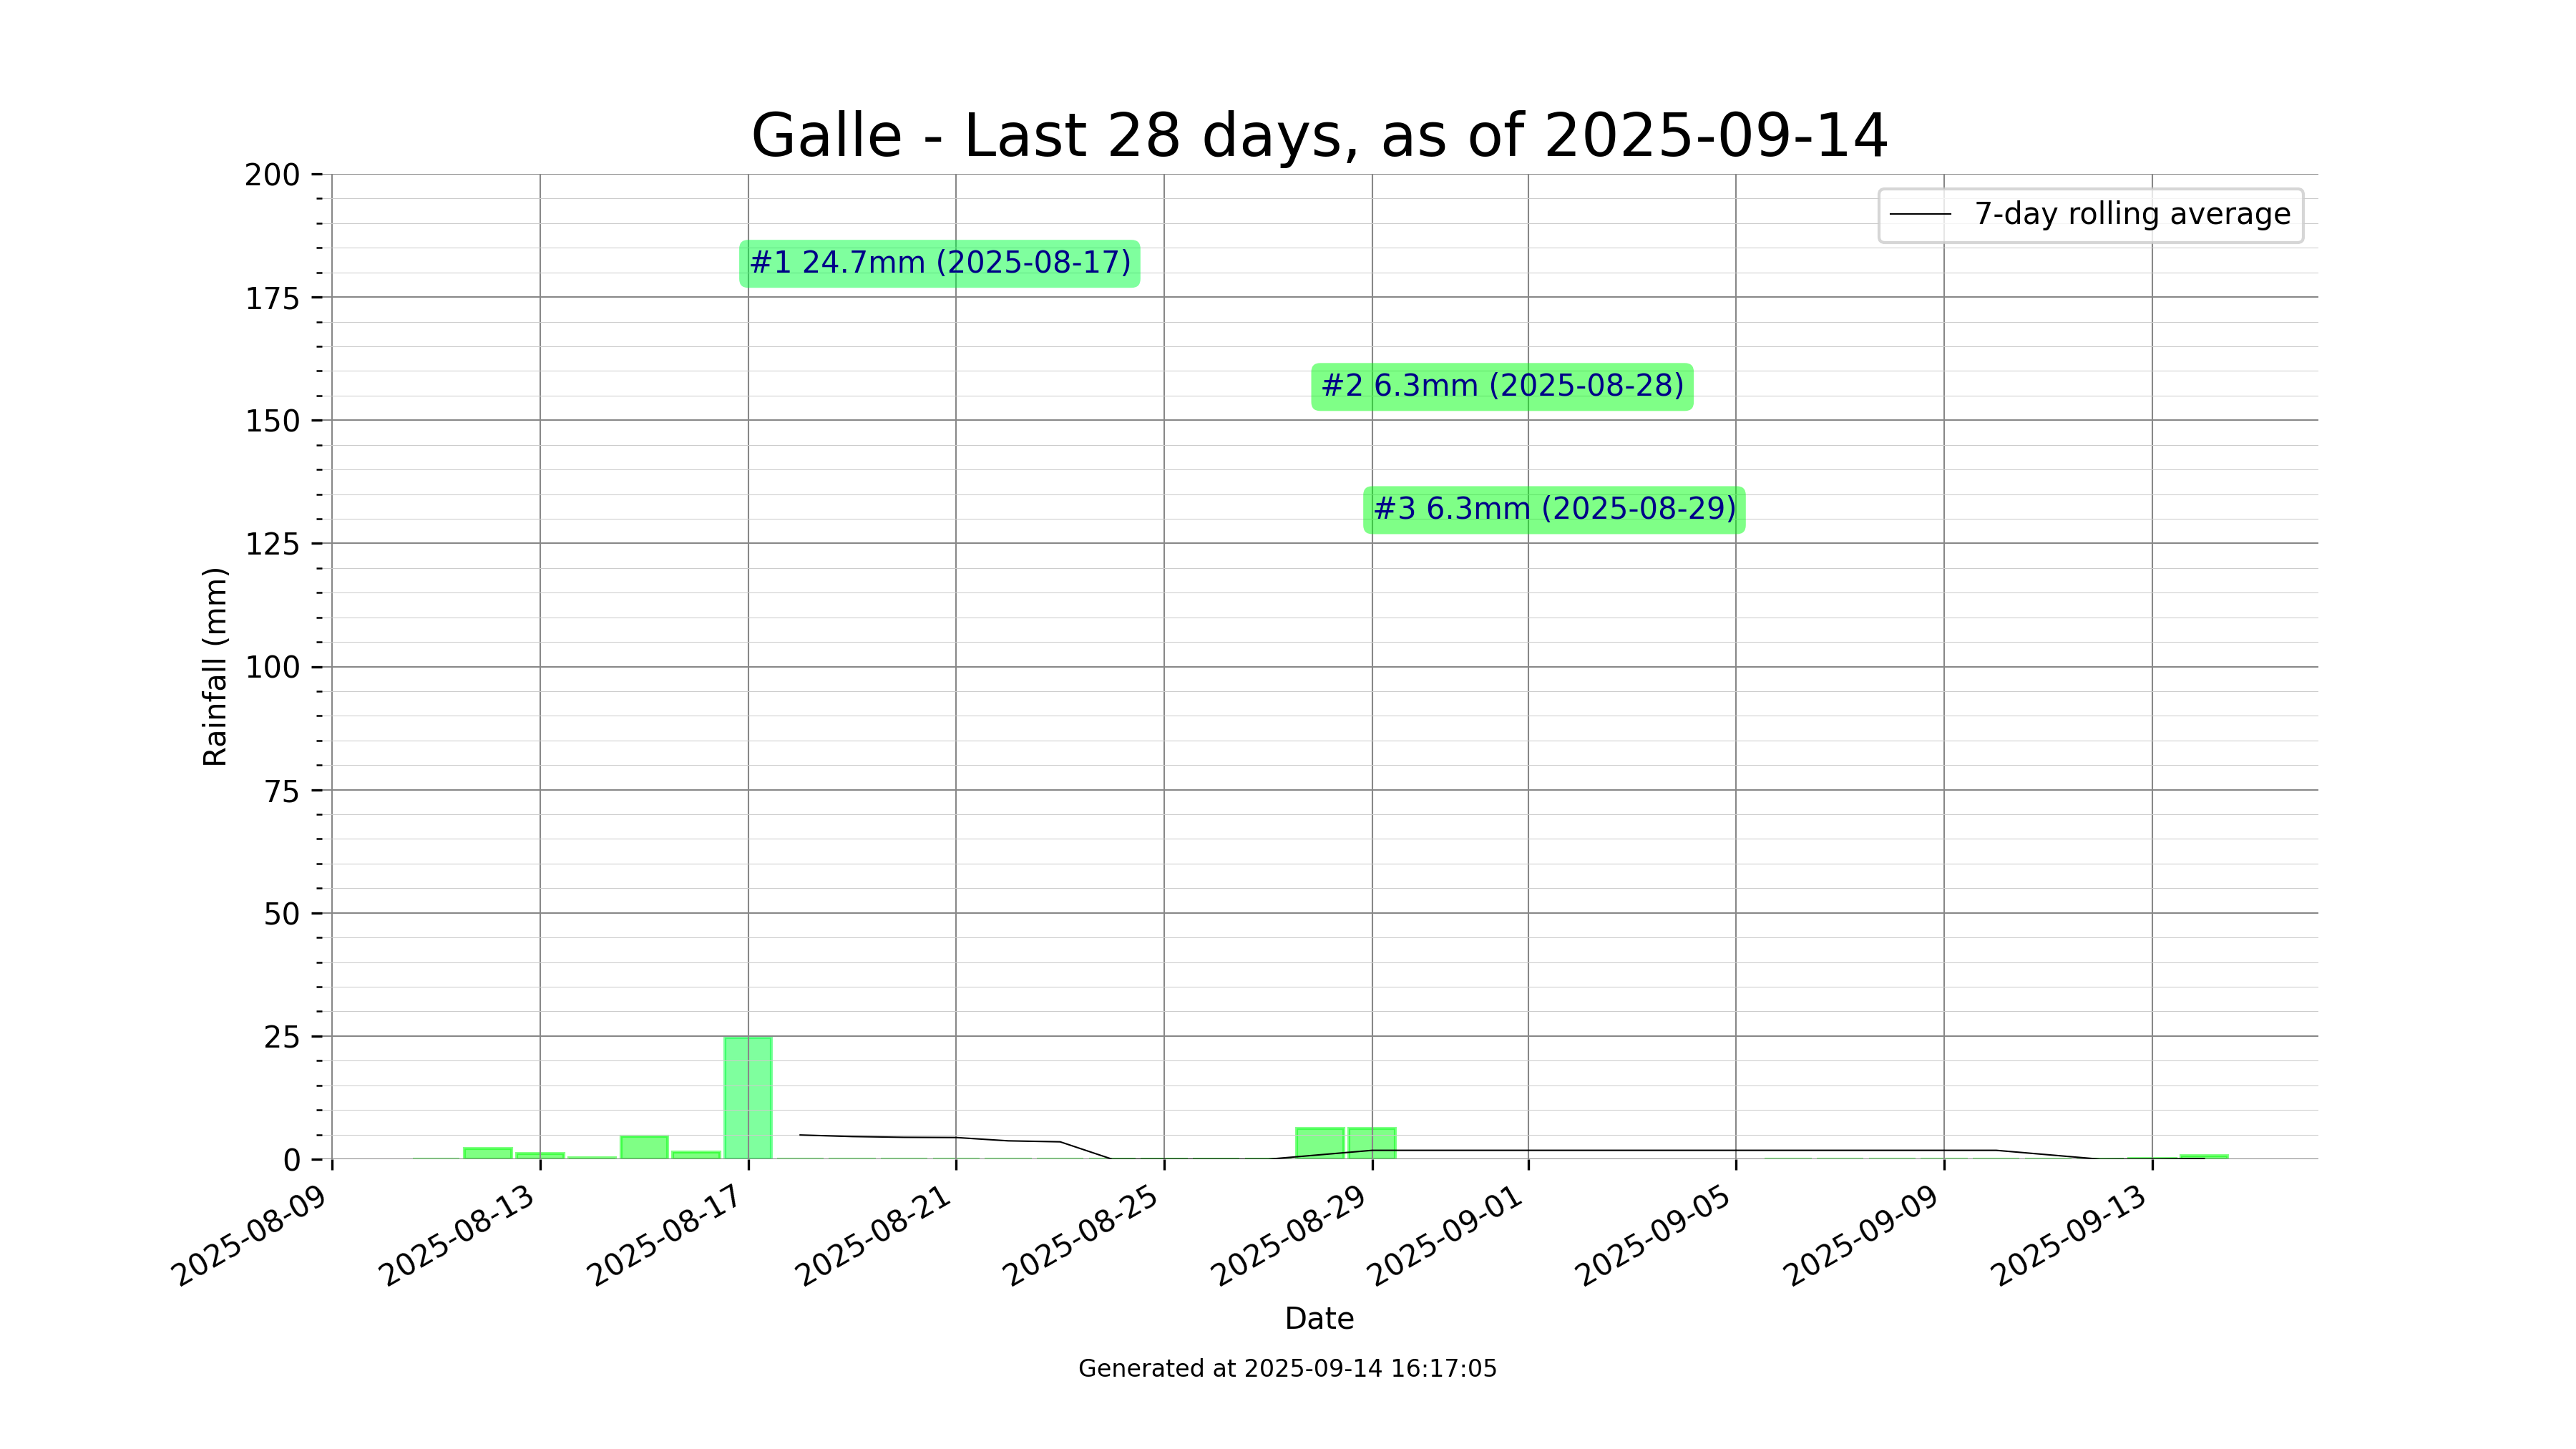 Galle - Last 28 days, as of 2025-09-14
7-day rolling average
#1 24.7mm (2025-08-17)
#2 6.3mm (2025-08-28)
#3 6.3mm (2025-08-29)
Rainfall (mm)
200
175
150
125
100
75
50
25
0
2025-08-09
2025-08-13
2025-08-17
2025-08-21
2025-08-25
2025-08-29
2025-09-01
2025-09-05
2025-09-09
2025-09-13
Date
Generated at 2025-09-14 16:17:05